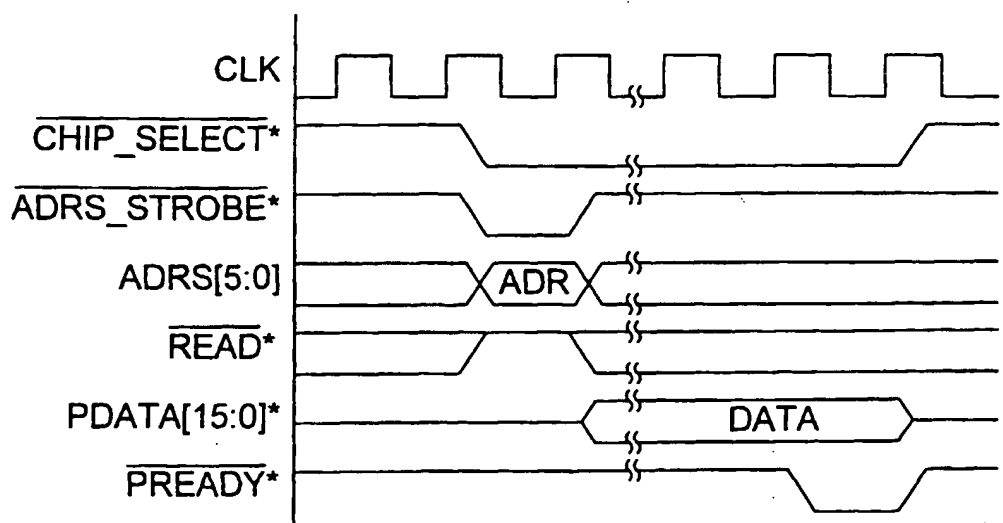 CLK
CHIP_SELECT*
ADRS_STROBE*
ADRS[5:0]
ADR
READ*
PDATA[15:0]*
DATA
PREADY*